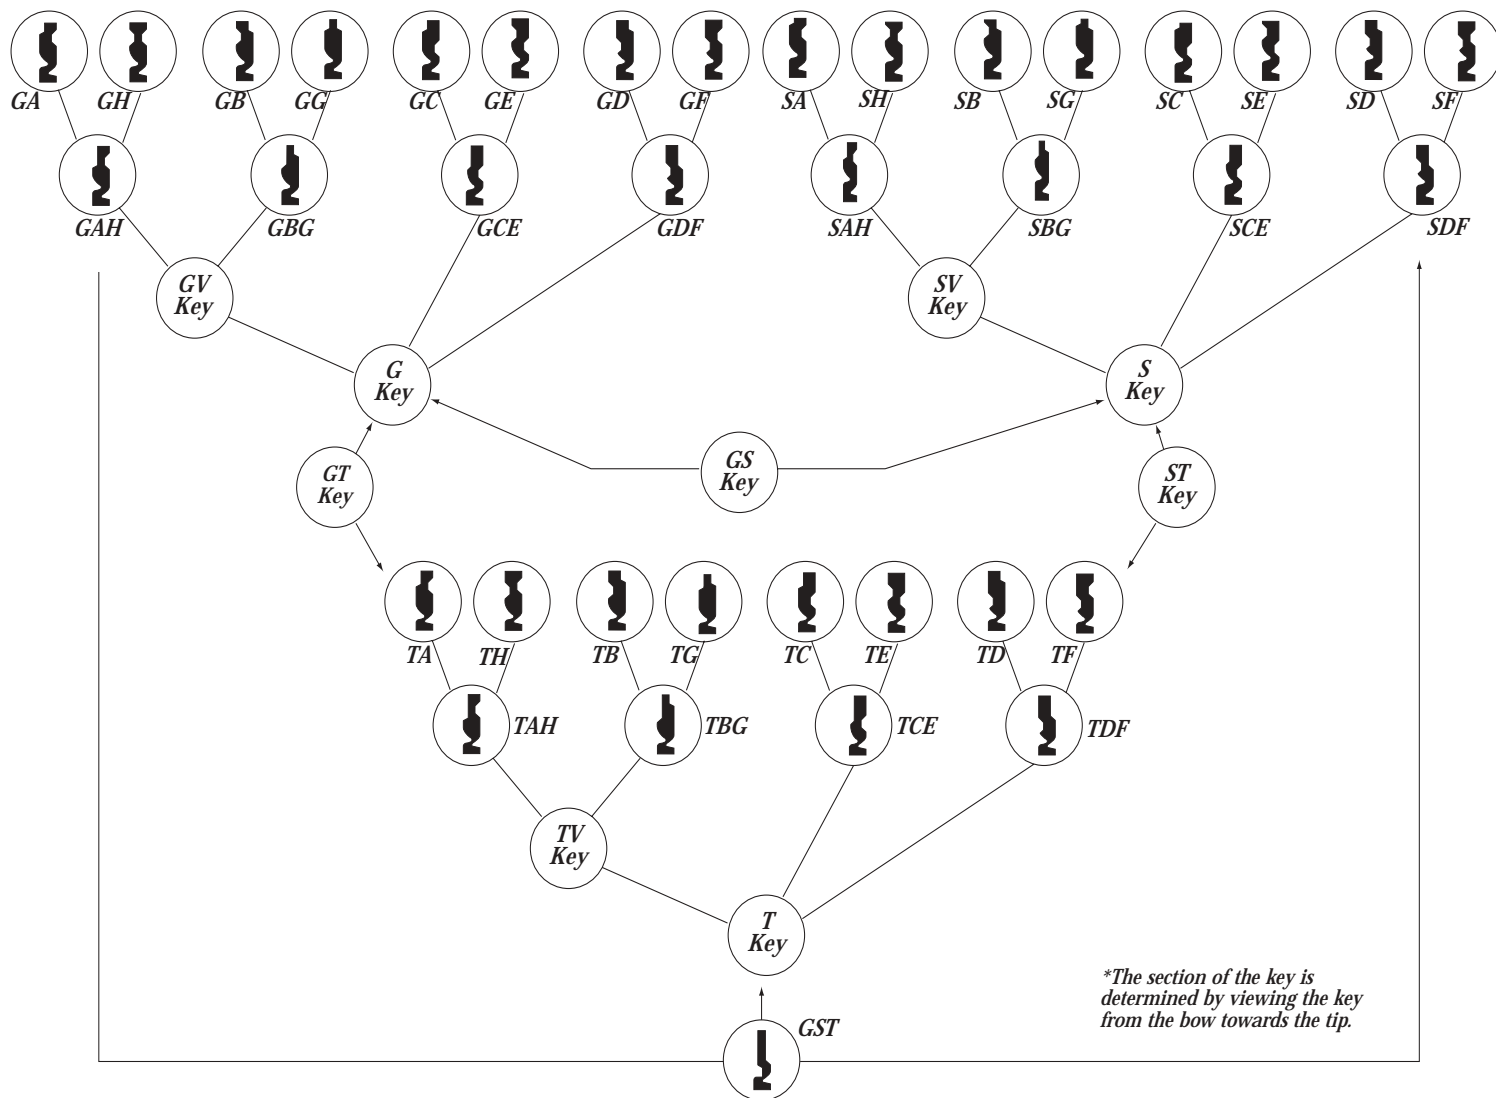 GA GH GB GG GC GE GD GF SA SH SB SG SC SE SD SF
GAH GBG GCE GDF SAH SBG SCE SDF
GV
Key
SV
Key
G
Key
S
Key
GS
Key
GT
Key
ST
Key
TA TH TB TG TC TE TD TF
TAH TBG TCE TDF
TV
Key
T
Key
*The section of the key is
determined by viewing the key
from the bow towards the tip.
GST